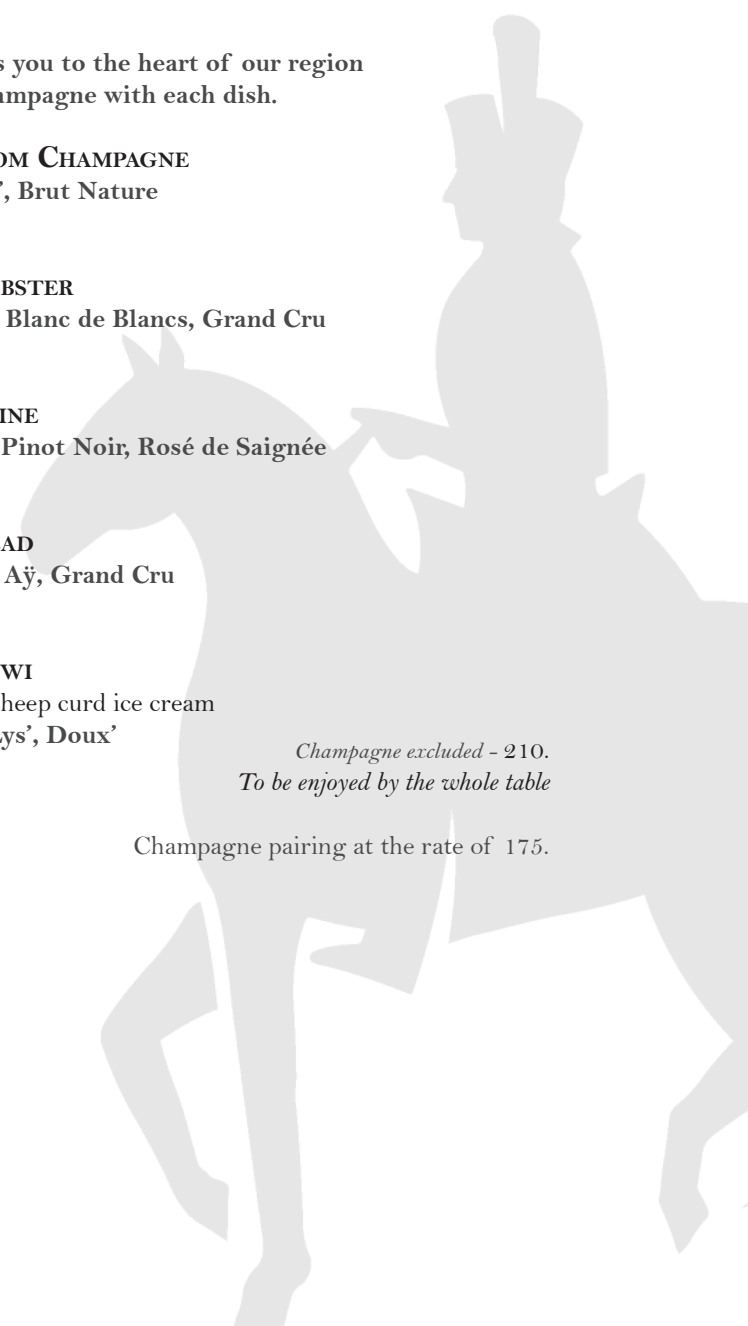 s you to the heart of our region
ampagne with each dish.
OM CHAMPAGNE
’, Brut Nature
BSTER
Blanc de Blancs, Grand Cru
INE
Pinot Noir, Rosé de Saignée
AD
Aÿ, Grand Cru
WI
heep curd ice cream
Lys’, Doux’
Champagne excluded - 210.
To be enjoyed by the whole table
Champagne pairing at the rate of 175.